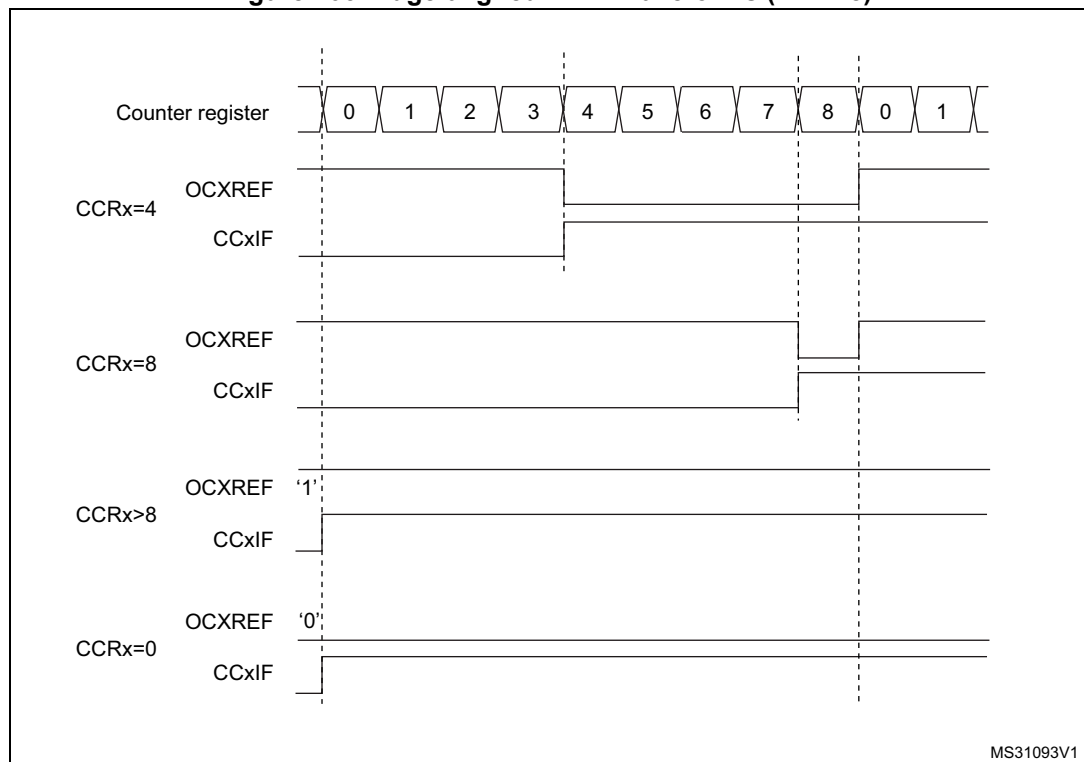 Counter register 0 1 2 3 4 5 6 7 8 0 1
OCXREF
CCRx=4
CCxIF
OCXREF
CCRx=8
CCxIF
OCXREF ‘1’
CCRx>8
CCxIF
OCXREF ‘0’
CCRx=0
CCxIF
MS31093V1